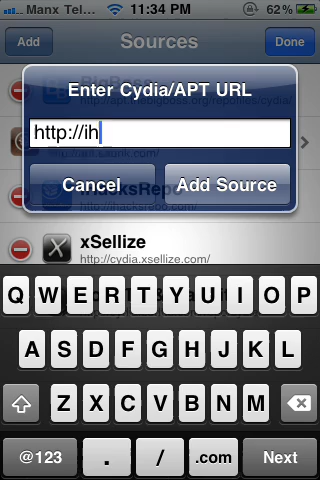 Manx Tel... 11:34 PM 62%
Add Sources Done
Enter Cydia/APT URL
http://ih
Cancel Add Source
xSellize
http://cydia.xsellize.com/
Q W E R T Y U I O P
A S D F G H J K L
Z X C V B N M
@123 . / .com Next